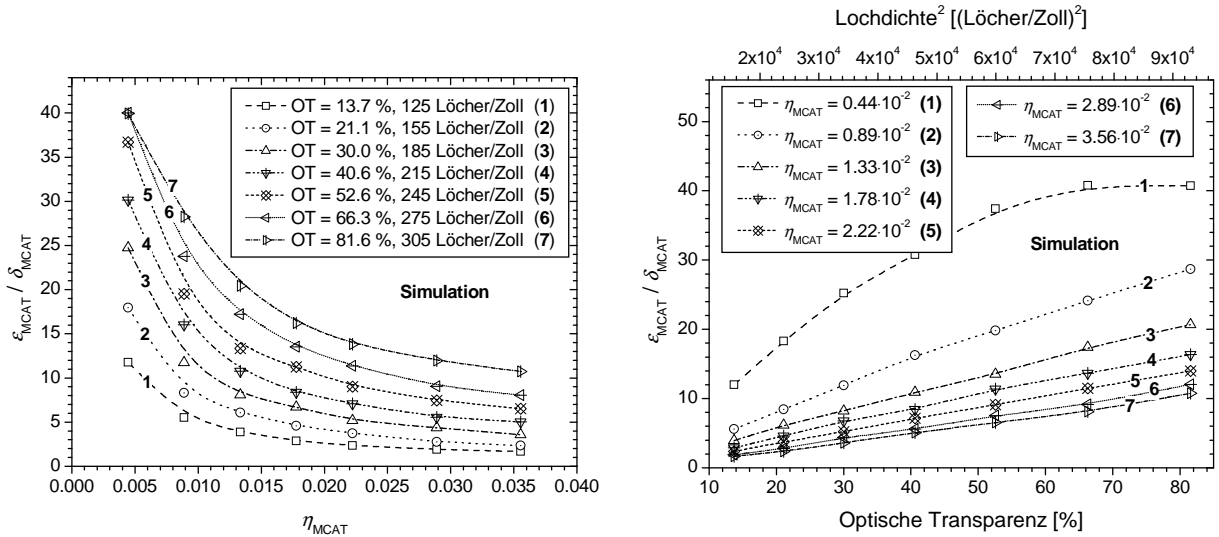 40
35
30
25
20
15
10
5
0
ε_MCAT / δ_MCAT
OT = 13.7 %, 125 Löcher/Zoll (1)
OT = 21.1 %, 155 Löcher/Zoll (2)
OT = 30.0 %, 185 Löcher/Zoll (3)
OT = 40.6 %, 215 Löcher/Zoll (4)
OT = 52.6 %, 245 Löcher/Zoll (5)
OT = 66.3 %, 275 Löcher/Zoll (6)
OT = 81.6 %, 305 Löcher/Zoll (7)
7
6
5
4
3
2
1
Simulation
0.000 0.005 0.010 0.015 0.020 0.025 0.030 0.035 0.040
η_MCAT
Lochdichte² [(Löcher/Zoll)²]
2x10⁴ 3x10⁴ 4x10⁴ 5x10⁴ 6x10⁴ 7x10⁴ 8x10⁴ 9x10⁴
50
40
30
20
10
0
ε_MCAT / δ_MCAT
η_MCAT = 0.44·10⁻² (1)
η_MCAT = 0.89·10⁻² (2)
η_MCAT = 1.33·10⁻² (3)
η_MCAT = 1.78·10⁻² (4)
η_MCAT = 2.22·10⁻² (5)
η_MCAT = 2.89·10⁻² (6)
η_MCAT = 3.56·10⁻² (7)
1
Simulation
2
3
4
5
6
7
10 20 30 40 50 60 70 80 90
Optische Transparenz [%]